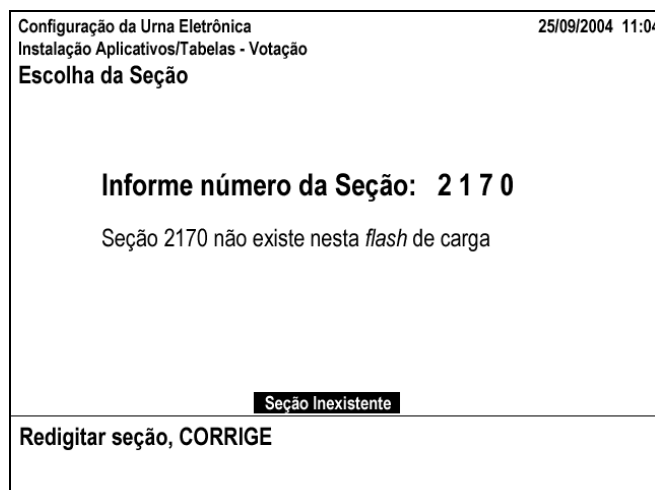 Configuração da Urna Eletrônica 25/09/2004 11:04
Instalação Aplicativos/Tabelas - Votação
Escolha da Seção
Informe número da Seção: 2 1 7 0
Seção 2170 não existe nesta flash de carga
Seção Inexistente
Redigitar seção, CORRIGE